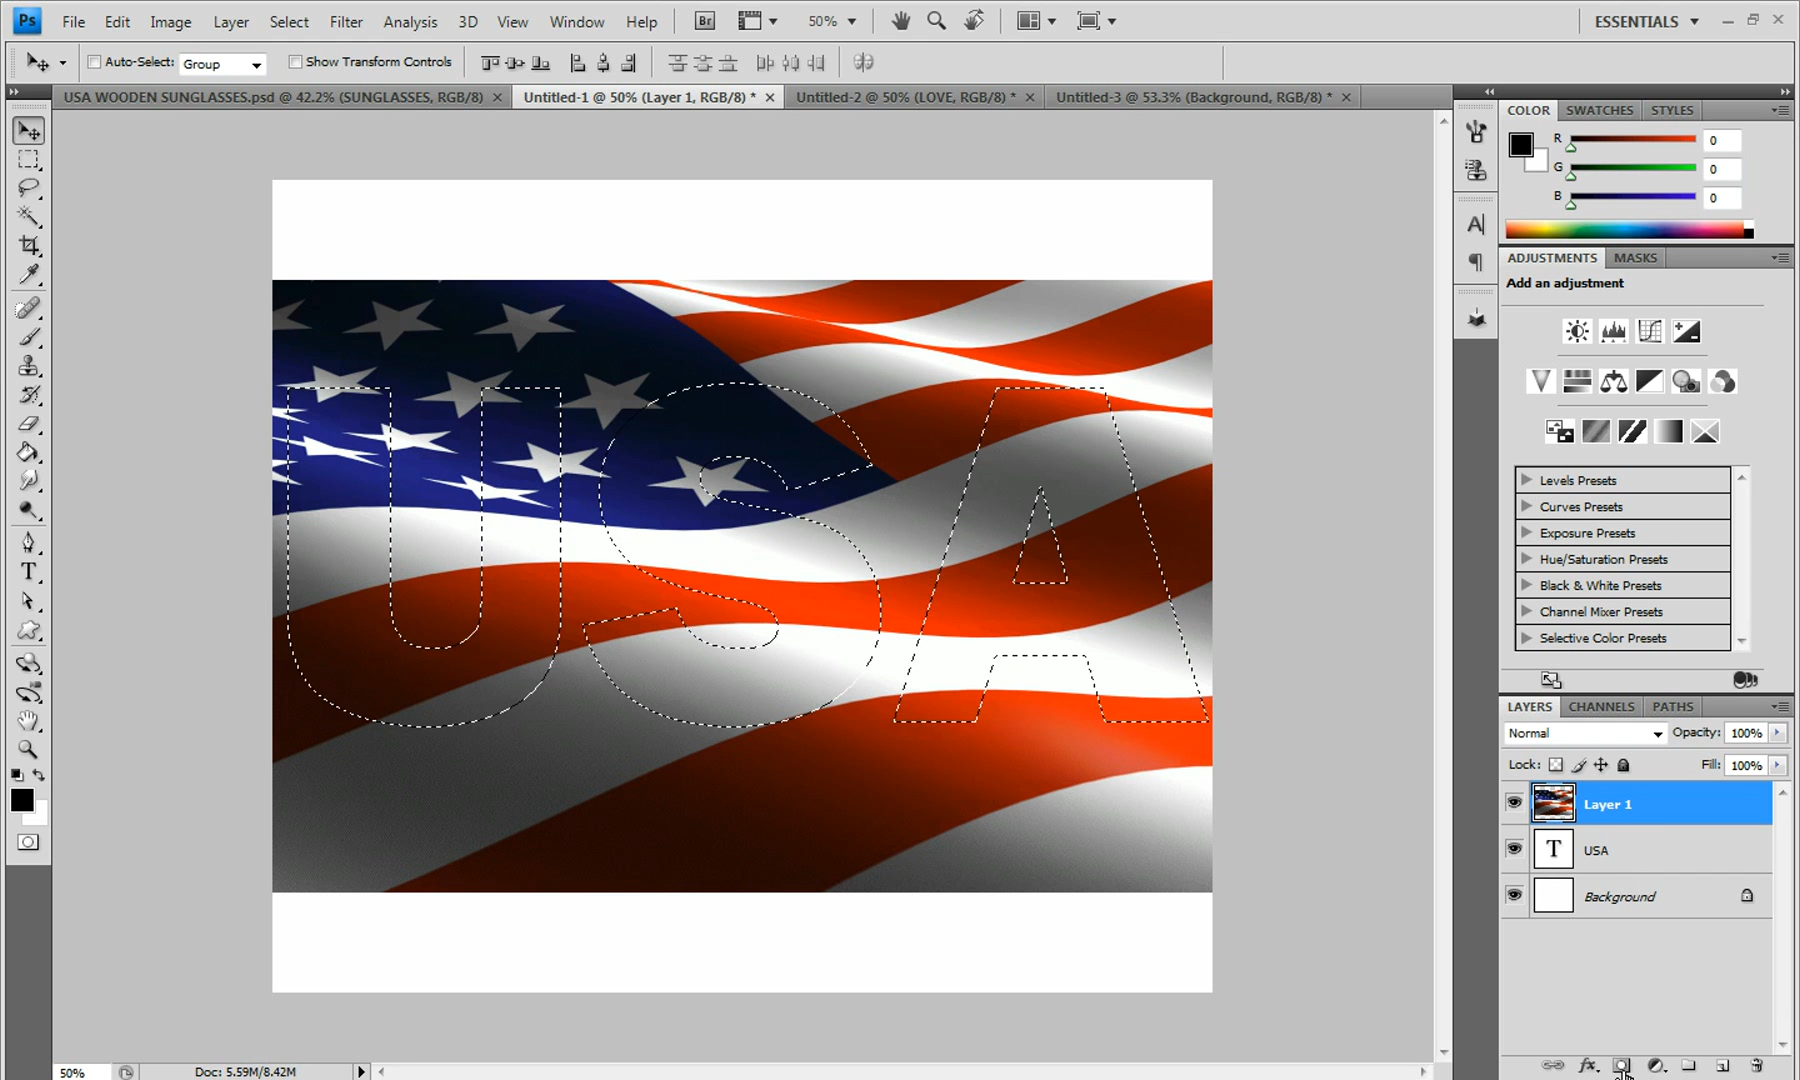 Ps File Edit Image Layer Select Filter Analysis 3D View Window Help Br 50% ESSENTIALS
Auto-Select: Group Show Transform Controls
USA WOODEN SUNGLASSES.psd @ 42.2% (SUNGLASSES, RGB/8) Untitled-1 @ 50% (Layer 1, RGB/8) * Untitled-2 @ 50% (LOVE, RGB/8) * Untitled-3 @ 53.3% (Background, RGB/8) *
COLOR SWATCHES STYLES
R 0
G 0
B 0
ADJUSTMENTS MASKS
Add an adjustment
Levels Presets
Curves Presets
Exposure Presets
Hue/Saturation Presets
Black & White Presets
Channel Mixer Presets
Selective Color Presets
USA
LAYERS CHANNELS PATHS
Normal Opacity: 100%
Lock: Fill: 100%
Layer 1
T USA
Background
50% Doc: 5.59M/8.42M